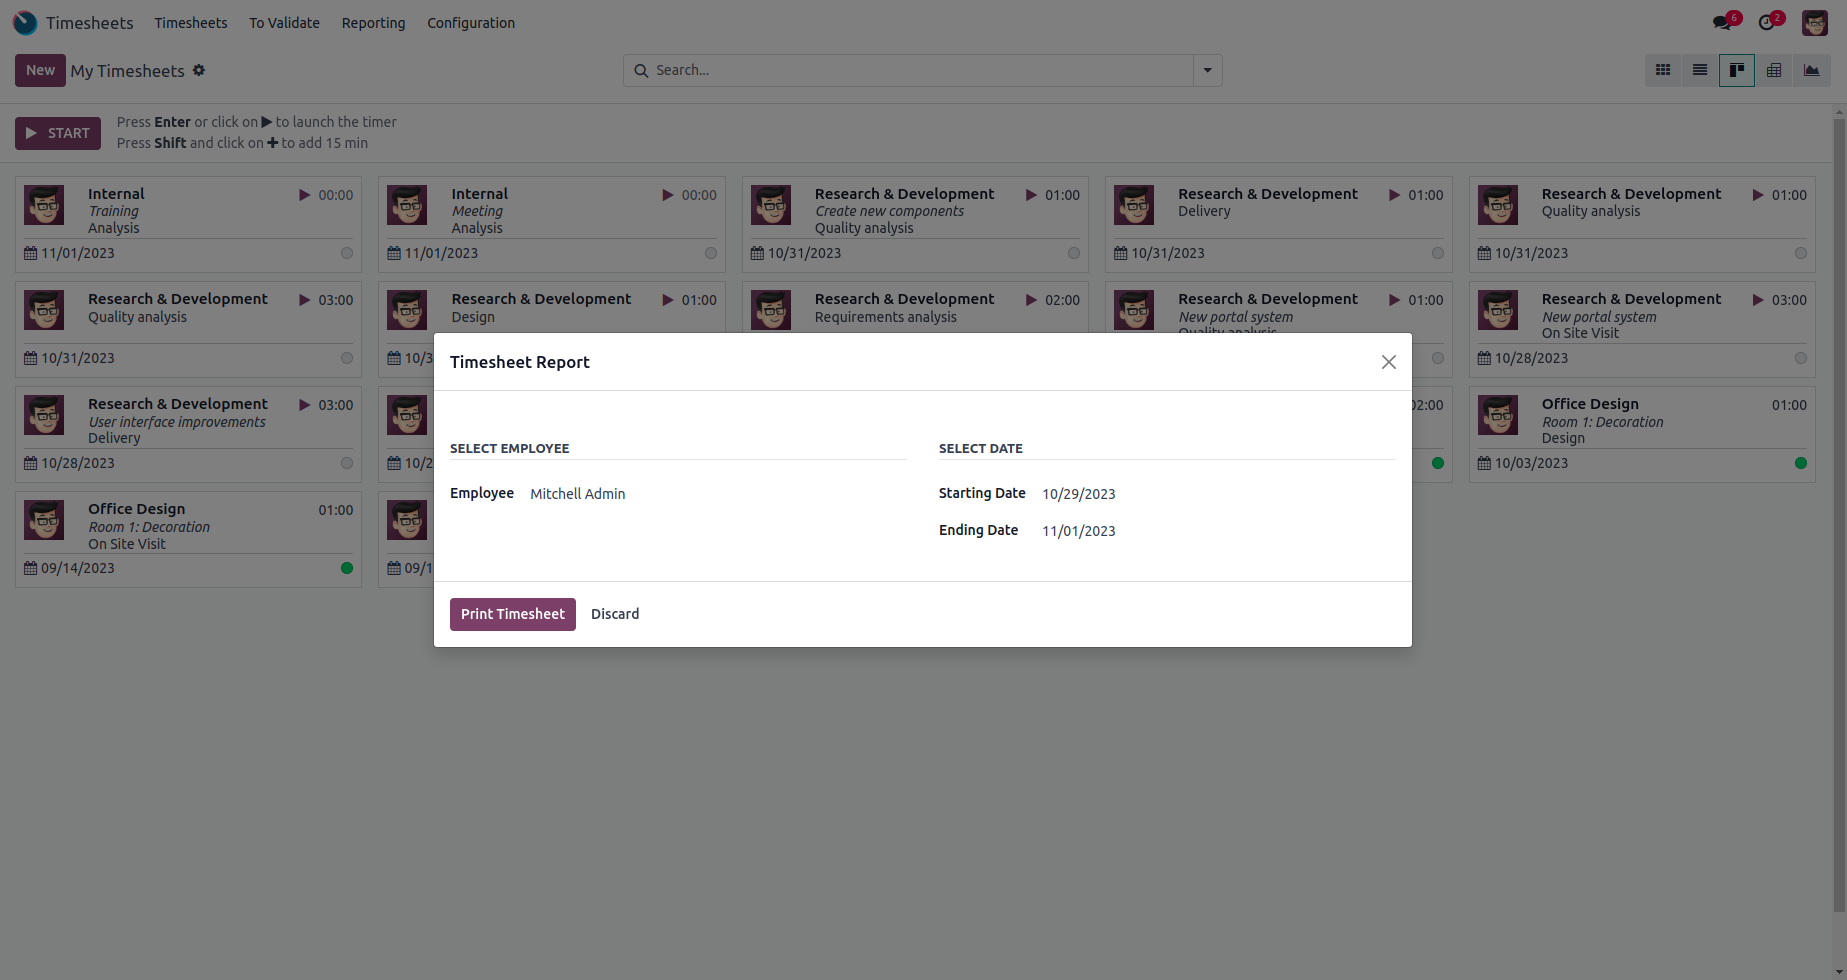 Timesheets Timesheets To Validate Reporting Configuration 6 2
New My Timesheets Search...
START Press Enter or click on to launch the timer
Press Shift and click on to add 15 min
Internal 00:00
Training
Analysis
11/01/2023
Internal 00:00
Meeting
Analysis
11/01/2023
Research & Development 01:00
Create new components
Quality analysis
10/31/2023
Research & Development 01:00
Delivery
10/31/2023
Research & Development 01:00
Quality analysis
10/31/2023
Research & Development 03:00
Quality analysis
10/31/2023
Research & Development 01:00
Design
10/3
Research & Development 02:00
Requirements analysis
Research & Development 01:00
New portal system
Quality analysis
Research & Development 03:00
New portal system
On Site Visit
10/28/2023
Research & Development 03:00
User interface improvements
Delivery
10/28/2023
10/2
02:00
Office Design 01:00
Room 1: Decoration
Design
10/03/2023
Office Design 01:00
Room 1: Decoration
On Site Visit
09/14/2023
09/1
Timesheet Report
SELECT EMPLOYEE
Employee Mitchell Admin
SELECT DATE
Starting Date 10/29/2023
Ending Date 11/01/2023
Print Timesheet Discard